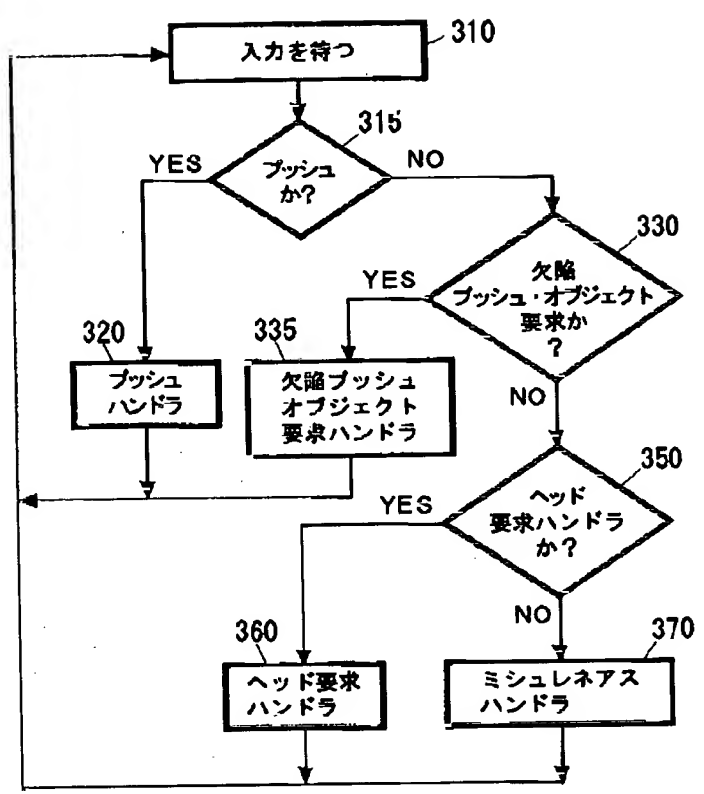 310
入力を待つ
315
YES
プッシュ
か?
NO
330
欠陥
プッシュ・オブジェクト
要求か
?
YES
320
プッシュ
ハンドラ
335
欠陥プッシュ
オブジェクト
要求ハンドラ
NO
350
ヘッド
要求ハンドラ
か?
YES
NO
360
ヘッド要求
ハンドラ
370
ミシュレネアス
ハンドラ